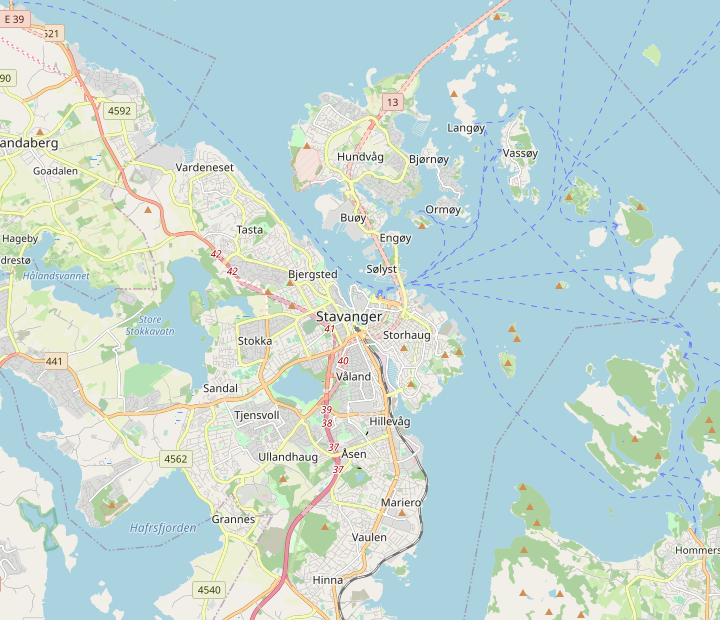 E 39
521
90
4592
13
Langøy
andaberg
Hundvåg
Bjørnøy
Vassøy
Goadalen
Vardeneset
Ormøy
Buøy
Tasta
Hageby
42
Engøy
drestø
42
Sølyst
Hålandsvannet
Bjergsted
Store
Stokkavatn
Stavanger
41
Storhaug
Stokka
441
40
Våland
Sandal
39
Tjensvoll
38
Hillevåg
37
4562
Ullandhaug
Åsen
37
Mariero
Grannes
Hafrsfjorden
Vaulen
Hommers
Hinna
4540